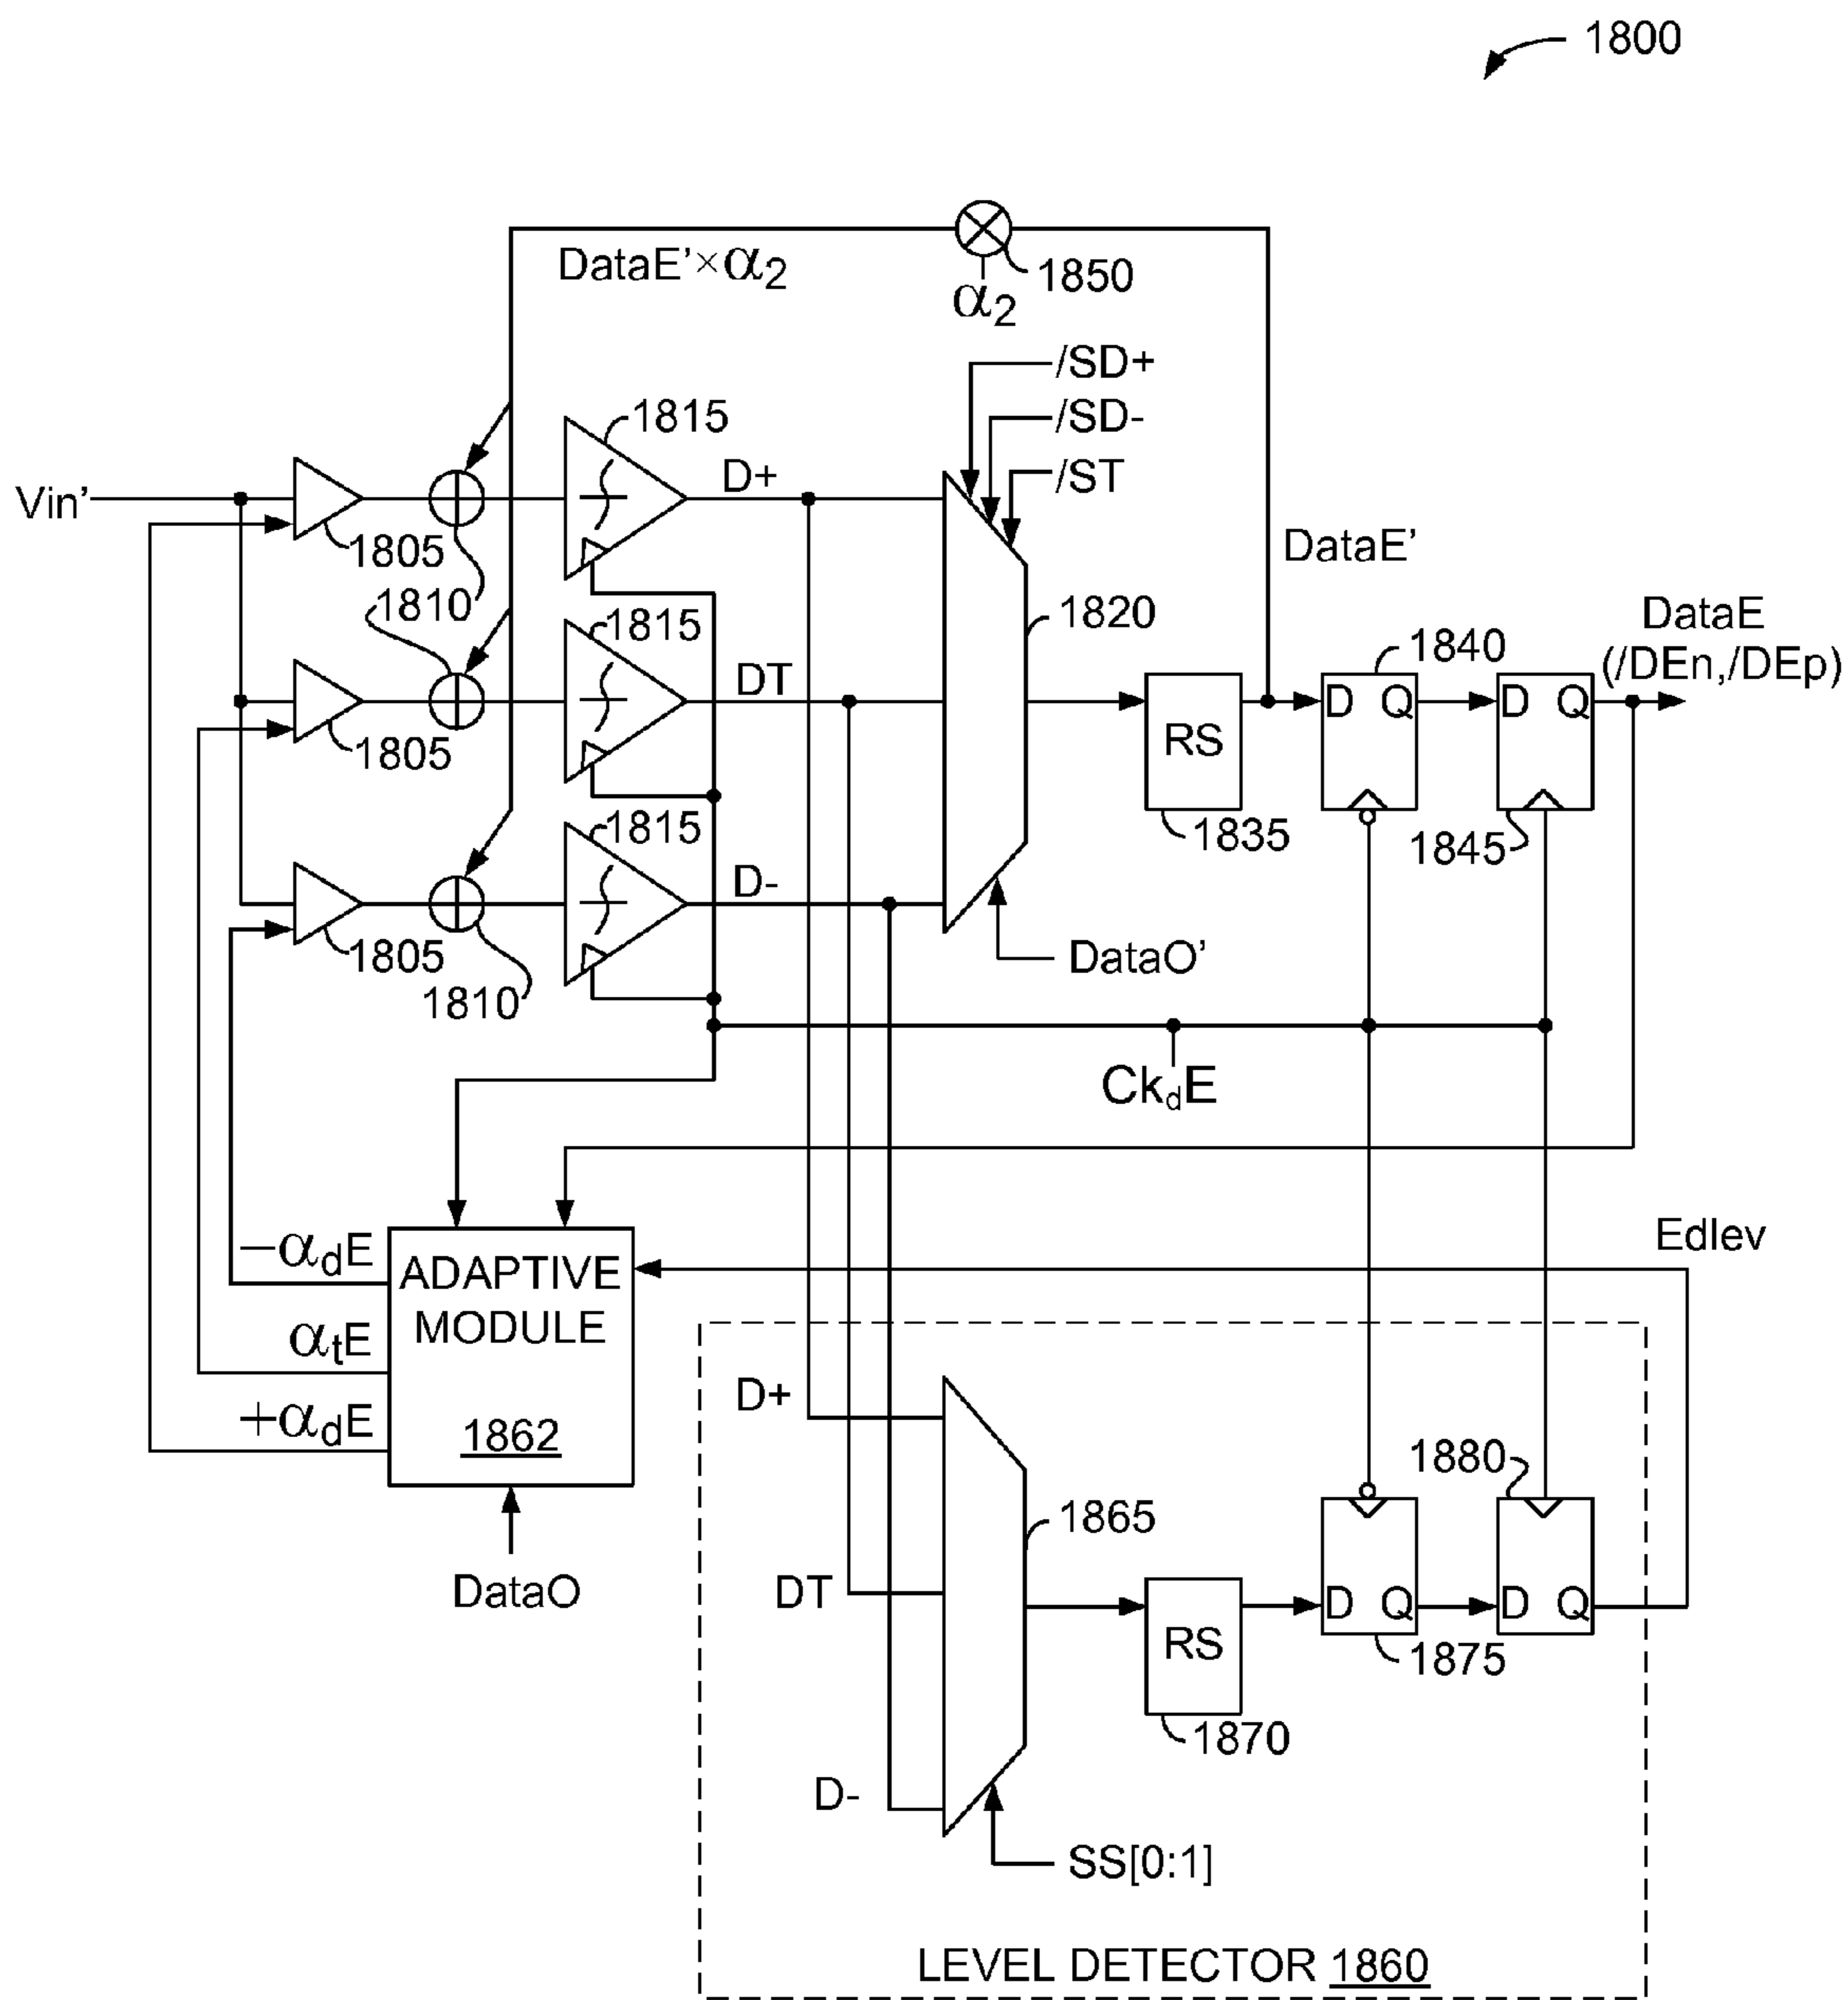 1800
DataE'×α2
1850
α2
/SD+
/SD-
/ST
1815
D+
Vin'
1805
DataE'
1810
1815
1820
DataE
(/DEn,/DEp)
1840
DT
D Q
D Q
RS
1805
1815
1835
1845
D-
1805
DataO'
1810
CkdE
Edlev
−αdE
ADAPTIVE
MODULE
αtE
D+
+αdE
1862
1880
1865
DataO
DT
D Q
D Q
RS
1875
1870
D-
SS[0:1]
LEVEL DETECTOR 1860